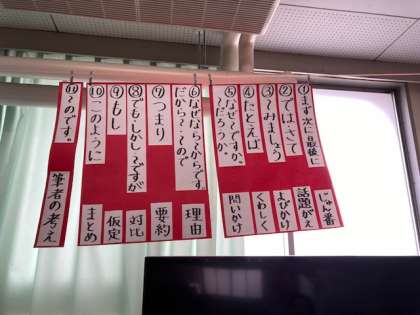 ①まず次に最後に
じゅん番
②では・さて
話題がえ
③〜みましょう
よびかけ
④たとえば
くわしく
⑤なぜ〜ですか。
〜だろうか。
問いかけ
⑥なぜなら〜からです。
だから〜・〜ので
理由
⑦つまり
要約
⑧でも・しかし・〜ですが
対比
⑨もし
仮定
⑩このように
まとめ
⑪〜のです。
筆者の考え